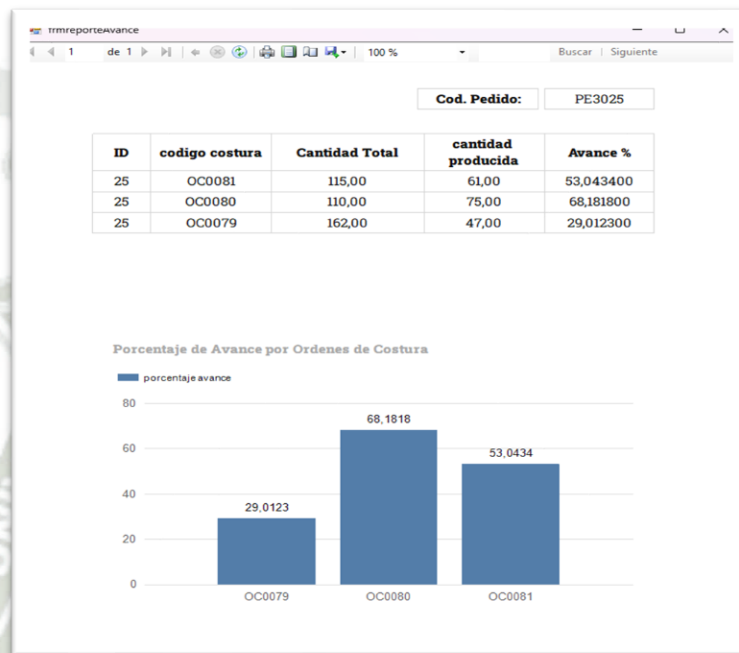 frmreporteAvance
1 de 1 100 % Buscar | Siguiente
Cod. Pedido: PE3025
ID codigo costura Cantidad Total cantidad producida Avance %
25 OC0081 115,00 61,00 53,043400
25 OC0080 110,00 75,00 68,181800
25 OC0079 162,00 47,00 29,012300
Porcentaje de Avance por Ordenes de Costura
porcentaje avance
80
60
40
20
0
68,1818
53,0434
29,0123
OC0079 OC0080 OC0081